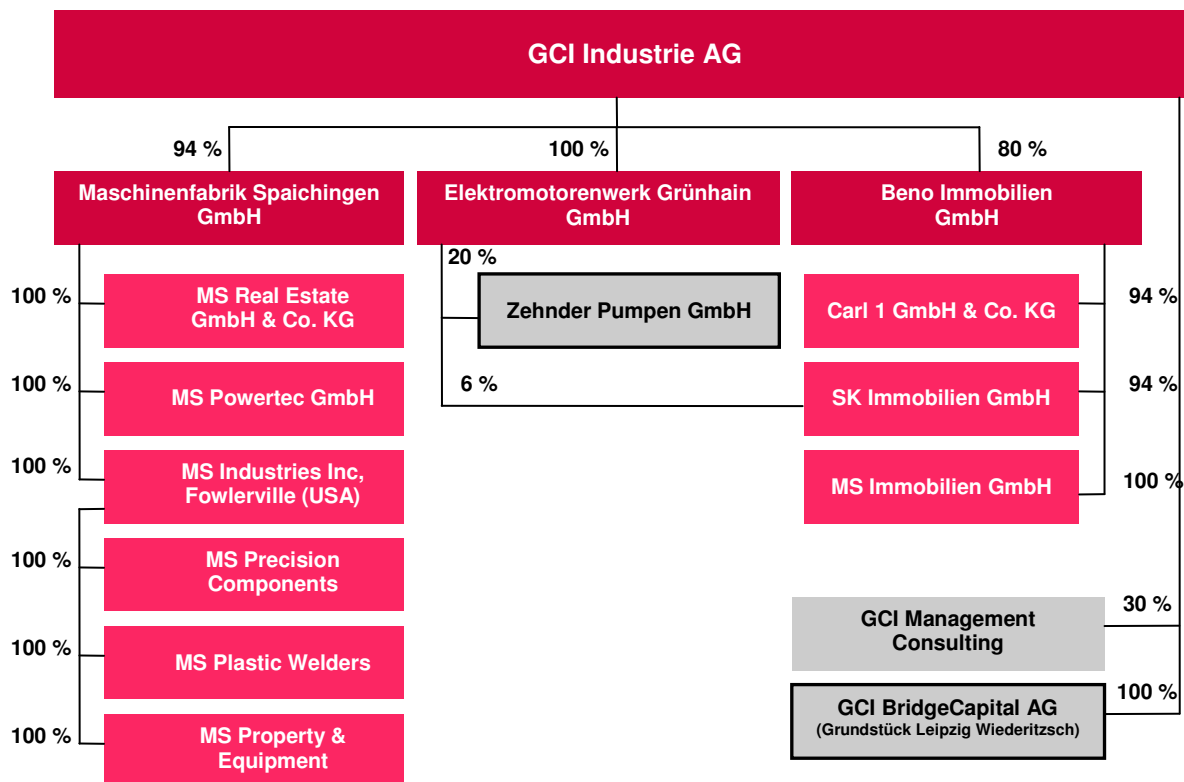 GCI Industrie AG
94 %
100 %
80 %
Maschinenfabrik Spaichingen
GmbH
Elektromotorenwerk Grünhain
GmbH
Beno Immobilien
GmbH
100 %
MS Real Estate
GmbH & Co. KG
100 %
MS Powertec GmbH
100 %
MS Industries Inc,
Fowlerville (USA)
100 %
MS Precision
Components
100 %
MS Plastic Welders
100 %
MS Property &
Equipment
20 %
Zehnder Pumpen GmbH
6 %
Carl 1 GmbH & Co. KG
94 %
SK Immobilien GmbH
94 %
MS Immobilien GmbH
100 %
GCI Management
Consulting
30 %
GCI BridgeCapital AG
(Grundstück Leipzig Wiederitzsch)
100 %